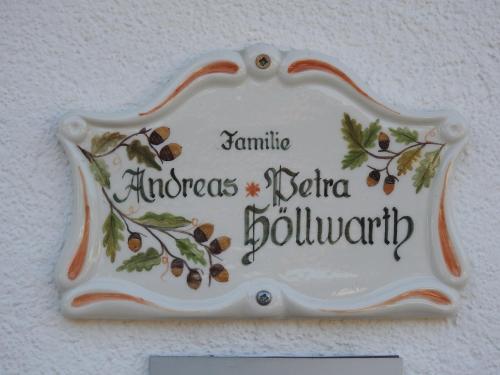 Familie
Andreas * Petra
Höllwarth